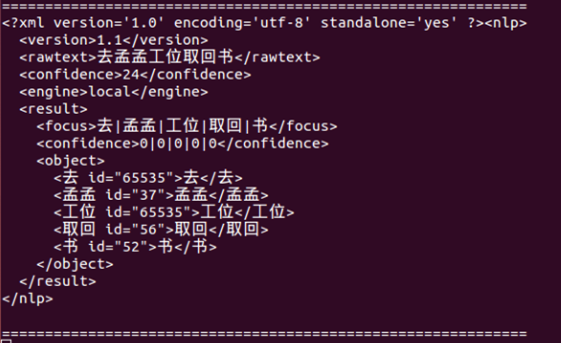 =============================================================
<?xml version='1.0' encoding='utf-8' standalone='yes' ?><nlp>
  <version>1.1</version>
  <rawtext>去孟孟工位取回书</rawtext>
  <confidence>24</confidence>
  <engine>local</engine>
  <result>
    <focus>去|孟孟|工位|取回|书</focus>
    <confidence>0|0|0|0|0</confidence>
    <object>
      <去 id="65535">去</去>
      <孟孟 id="37">孟孟</孟孟>
      <工位 id="65535">工位</工位>
      <取回 id="56">取回</取回>
      <书 id="52">书</书>
    </object>
  </result>
</nlp>
=============================================================